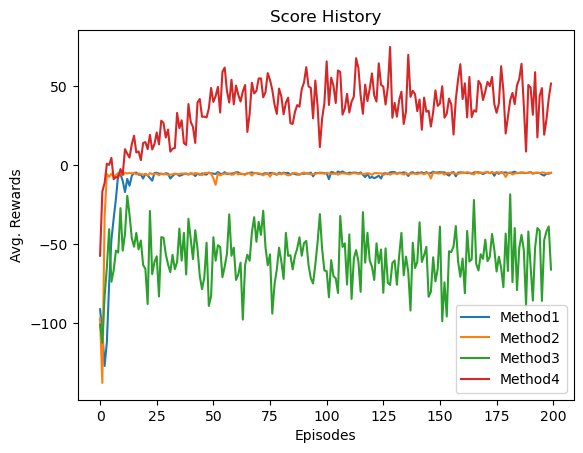 Score History
Avg. Rewards
50
0
−50
−100
0 25 50 75 100 125 150 175 200
Episodes
Method1
Method2
Method3
Method4